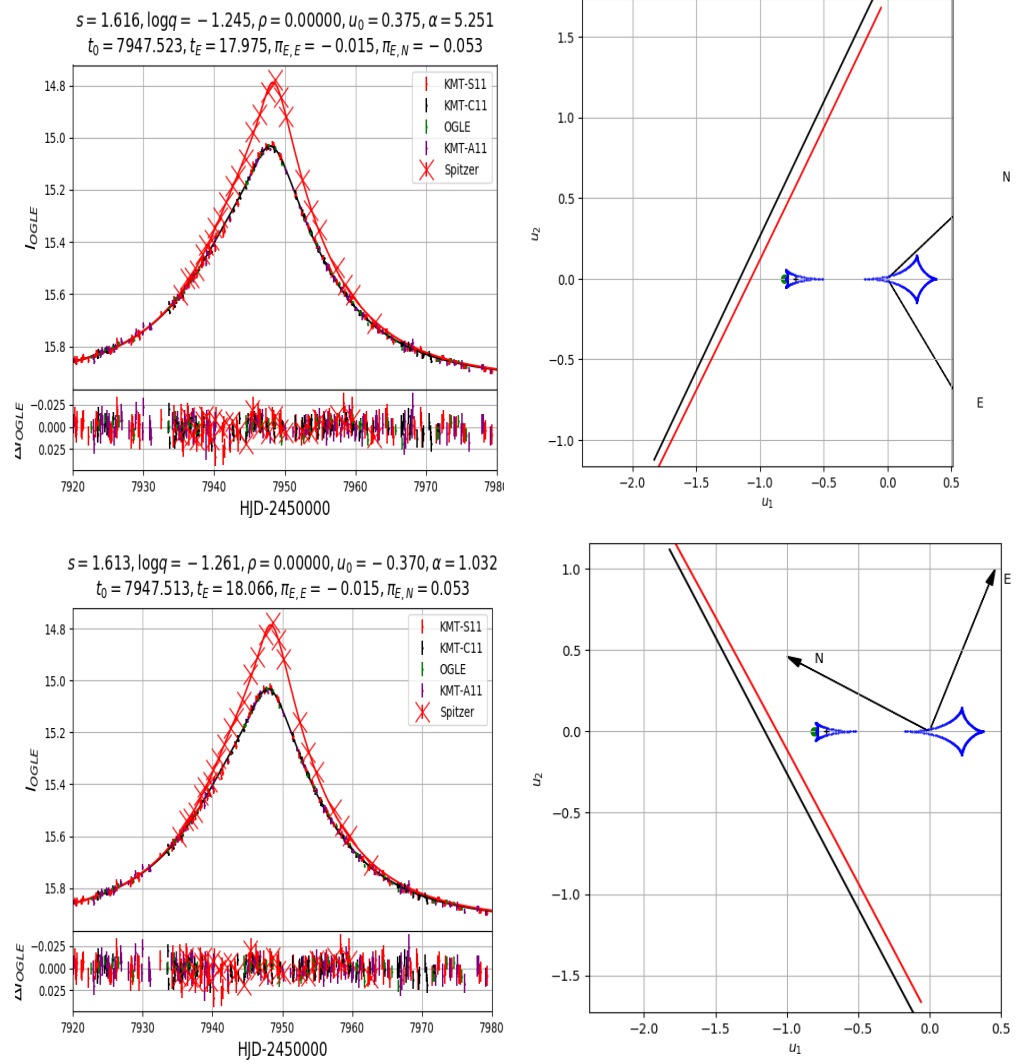 s = 1.616, logq = −1.245, ρ = 0.00000, u₀ = 0.375, α = 5.251
t₀ = 7947.523, t_E = 17.975, π_E,E = −0.015, π_E,N = −0.053
14.8
15.0
15.2
15.4
15.6
15.8
I_OGLE
KMT-S11
KMT-C11
OGLE
KMT-A11
Spitzer
−0.025
0.000
0.025
ΔI_OGLE
7920
7930
7940
7950
7960
7970
7980
HJD-2450000
1.5
1.0
0.5
0.0
−0.5
−1.0
u₂
N
E
−2.0
−1.5
−1.0
−0.5
0.0
0.5
u₁
s = 1.613, logq = −1.261, ρ = 0.00000, u₀ = −0.370, α = 1.032
t₀ = 7947.513, t_E = 18.066, π_E,E = −0.015, π_E,N = 0.053
14.8
15.0
15.2
15.4
15.6
15.8
I_OGLE
KMT-S11
KMT-C11
OGLE
KMT-A11
Spitzer
−0.025
0.000
0.025
ΔI_OGLE
7920
7930
7940
7950
7960
7970
7980
HJD-2450000
1.0
0.5
0.0
−0.5
−1.0
−1.5
u₂
E
N
−2.0
−1.5
−1.0
−0.5
0.0
0.5
u₁